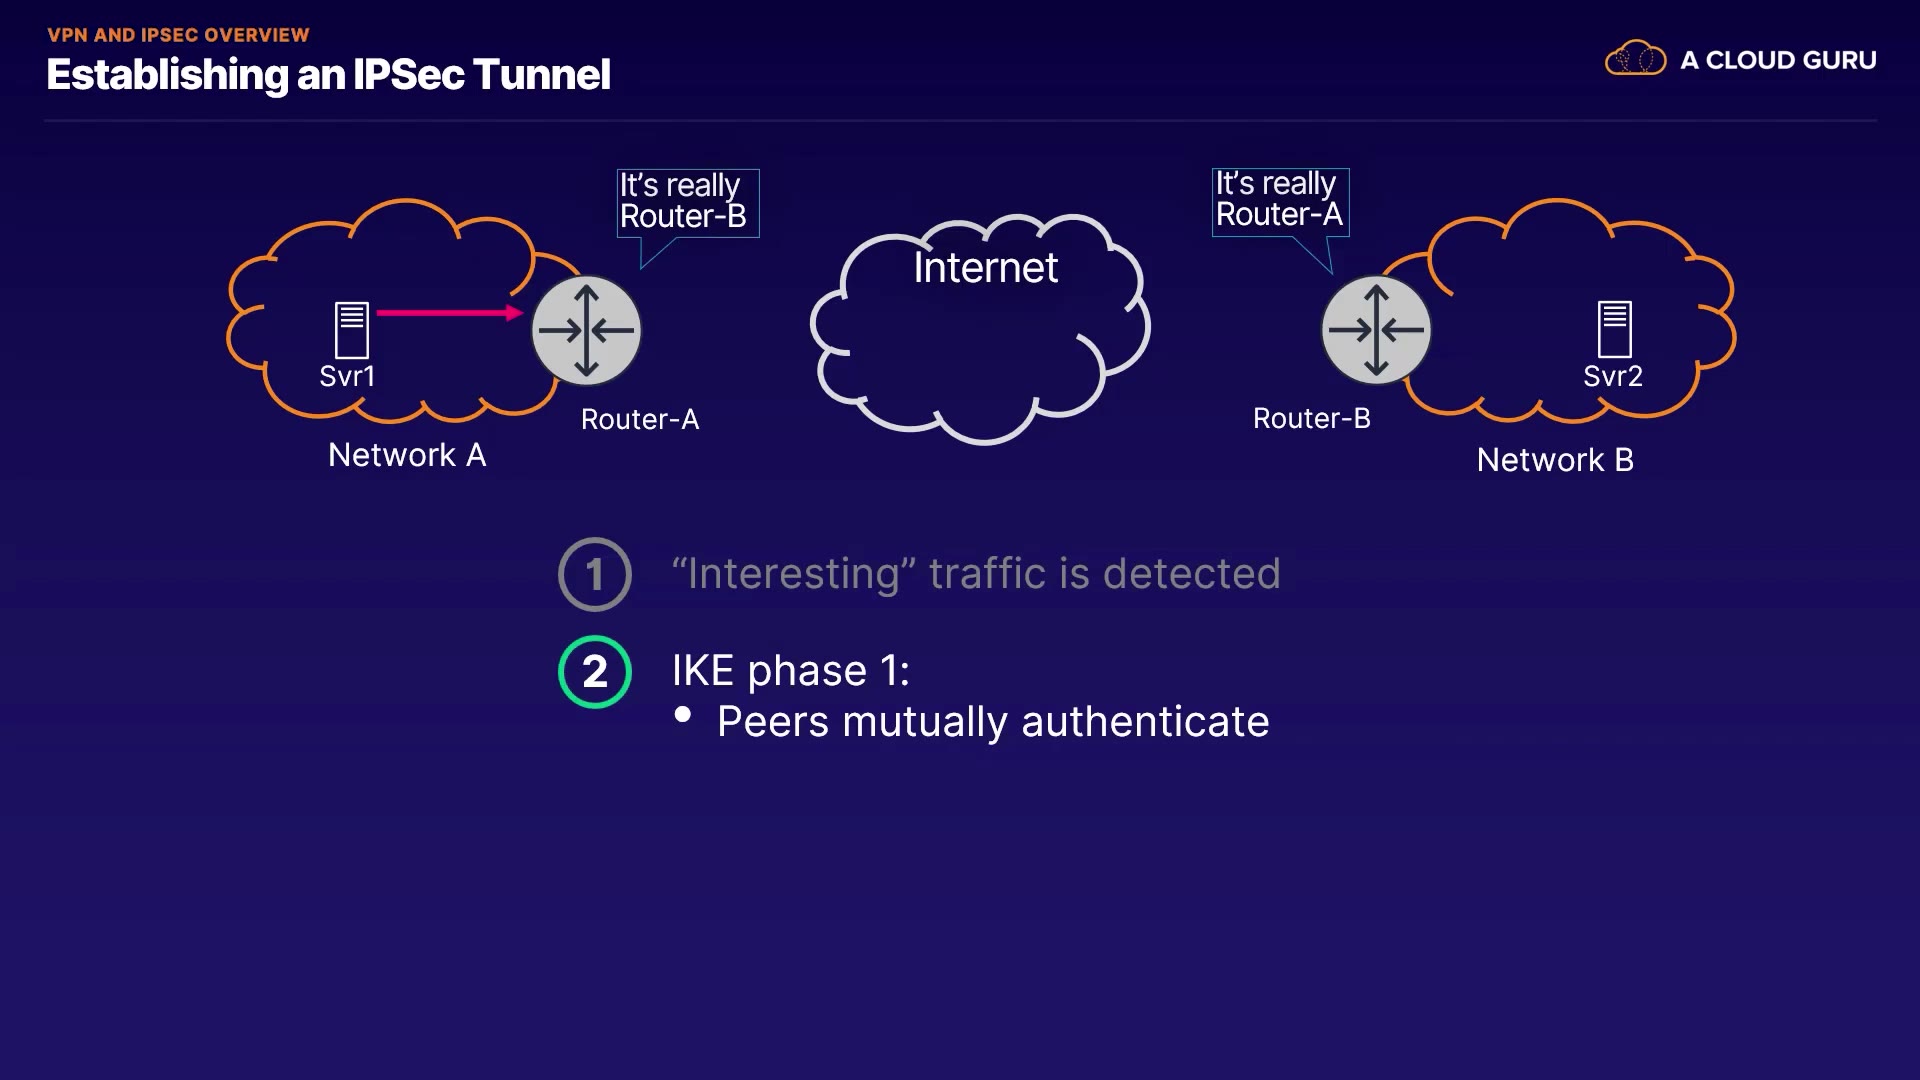 VPN AND IPSEC OVERVIEW
Establishing an IPSec Tunnel
A CLOUD GURU
It's really
Router-B
It's really
Router-A
Internet
Svr1
Svr2
Router-A
Router-B
Network A
Network B
1 “Interesting” traffic is detected
2 IKE phase 1:
• Peers mutually authenticate